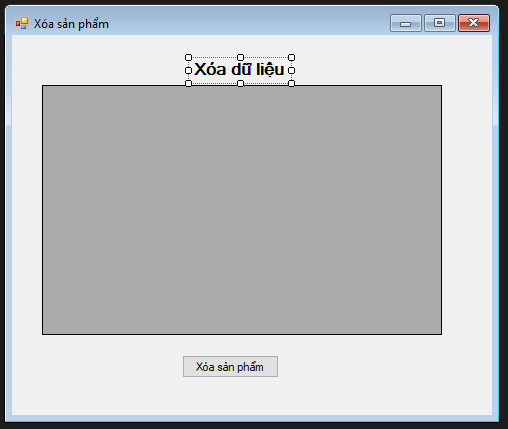 Xóa sản phẩm
Xóa dữ liệu
Xóa sản phẩm